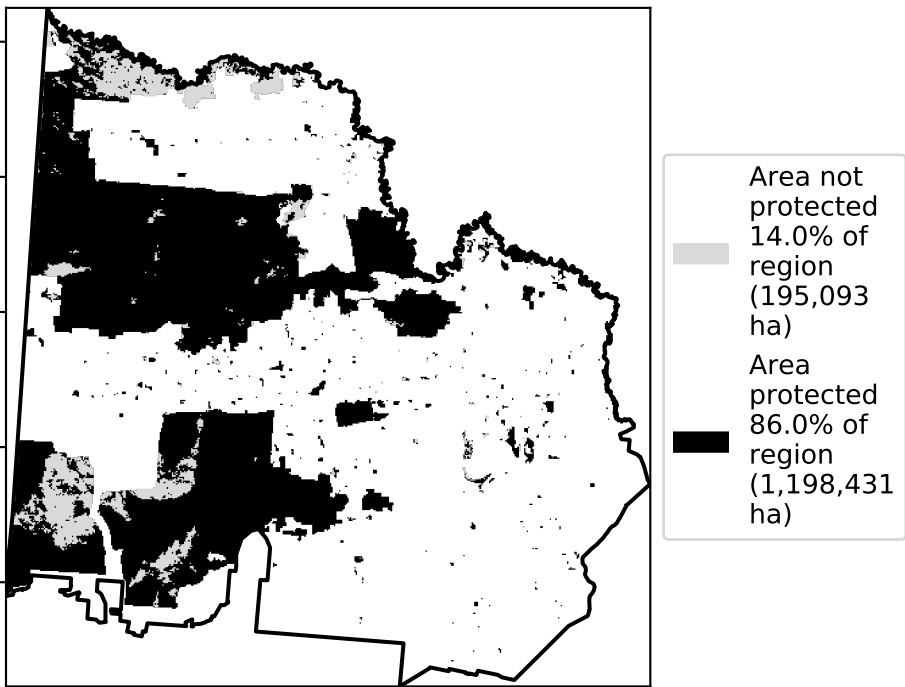 Area not
protected
14.0% of
region
(195,093
ha)
Area
protected
86.0% of
region
(1,198,431
ha)